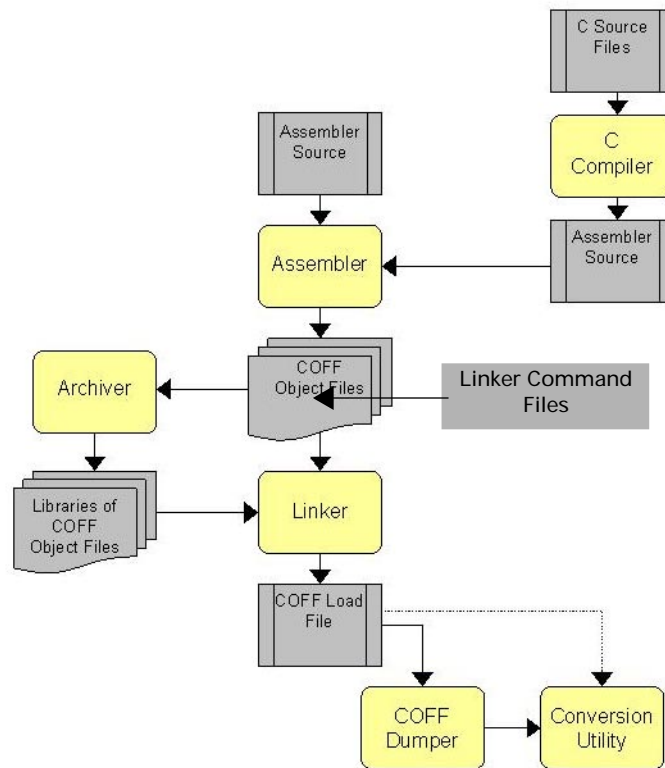 C Source
Files
C
Compiler
Assembler
Source
Assembler
Source
Assembler
Archiver
COFF
Object Files
Linker Command
Files
Libraries of
COFF
Object Files
Linker
COFF Load
File
COFF
Dumper
Conversion
Utility